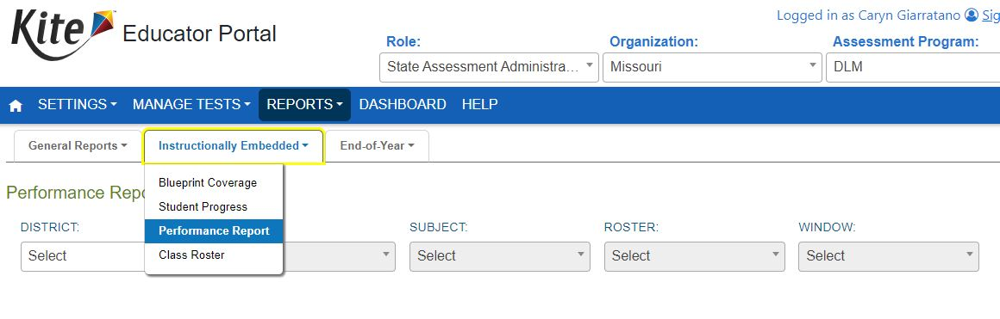 Kite Educator Portal
Logged in as Caryn Giarratano Sig
Role: Organization: Assessment Program:
State Assessment Administra... Missouri DLM
SETTINGS MANAGE TESTS REPORTS DASHBOARD HELP
General Reports Instructionally Embedded End-of-Year
Blueprint Coverage
Student Progress
Performance Report
Class Roster
Performance Repo
DISTRICT: SUBJECT: ROSTER: WINDOW:
Select Select Select Select